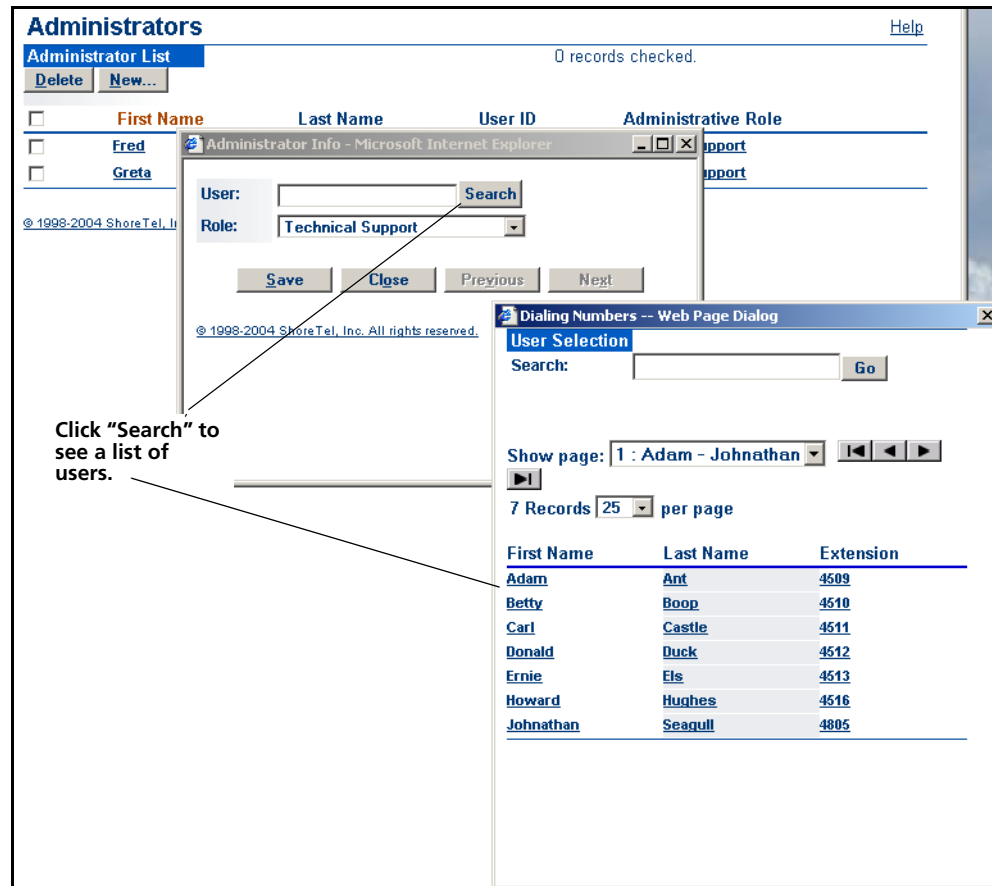 Administrators
Help
Administrator List
0 records checked.
Delete New...
First Name Last Name User ID Administrative Role
Fred
Greta
© 1998-2004 ShoreTel,
Administrator Info - Microsoft Internet Explorer
User: Search
Role: Technical Support
Save Close Previous Next
© 1998-2004 ShoreTel, Inc. All rights reserved.
Click “Search” to
see a list of
users.
Dialing Numbers -- Web Page Dialog
User Selection
Search: Go
Show page: 1 : Adam - Johnathan
7 Records 25 per page
First Name Last Name Extension
Adam Ant 4509
Betty Boop 4510
Carl Castle 4511
Donald Duck 4512
Ernie Els 4513
Howard Hughes 4516
Johnathan Seagull 4805